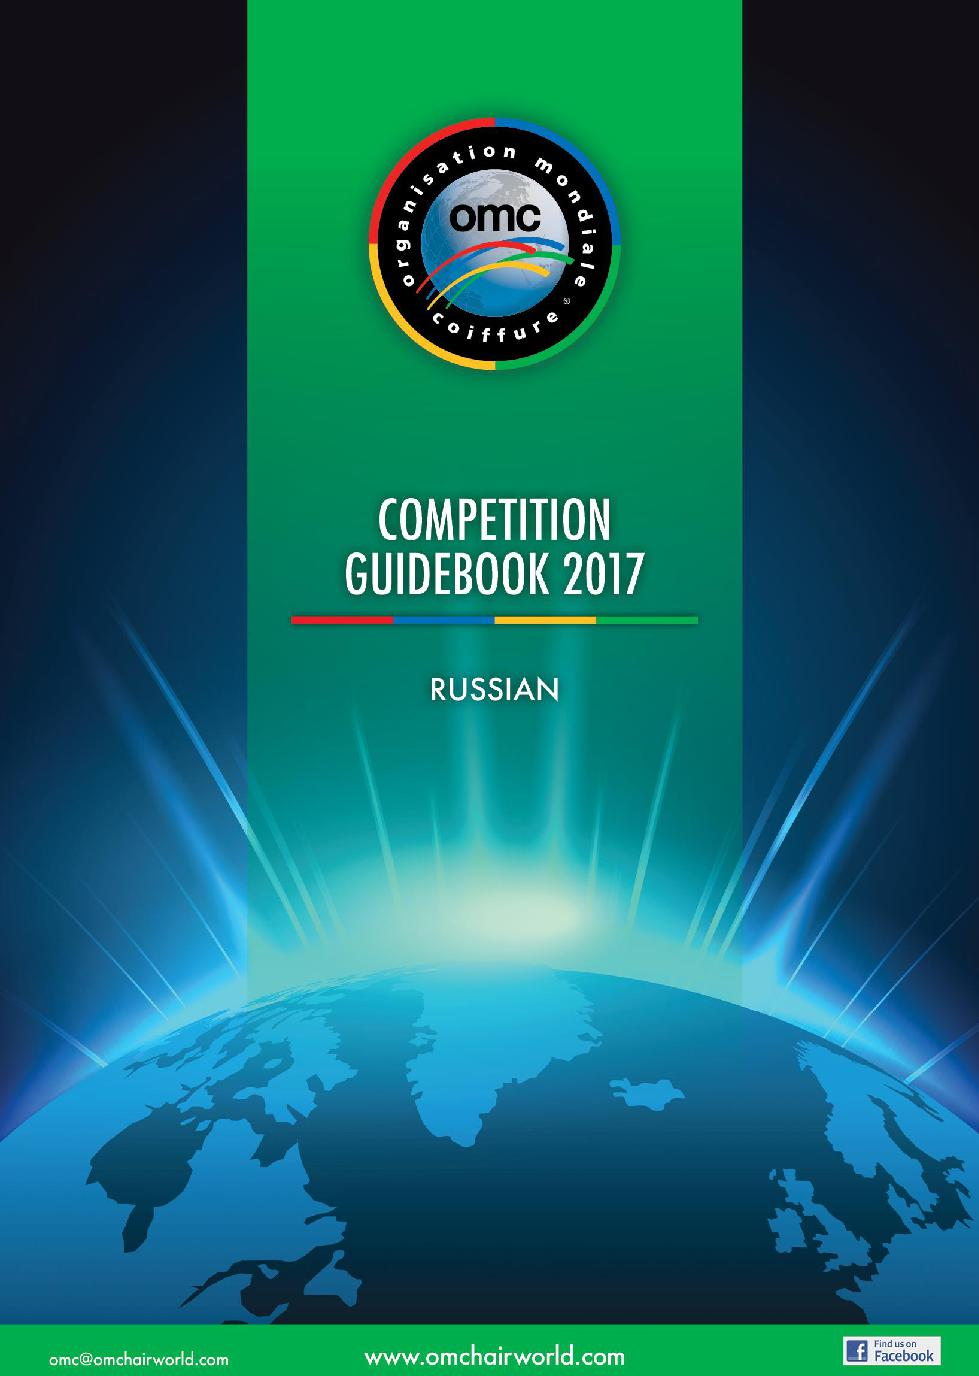 organisation mondiale
coiffure ®
omc
COMPETITION
GUIDEBOOK 2017
RUSSIAN
omc@omchairworld.com
www.omchairworld.com
Find us on
Facebook